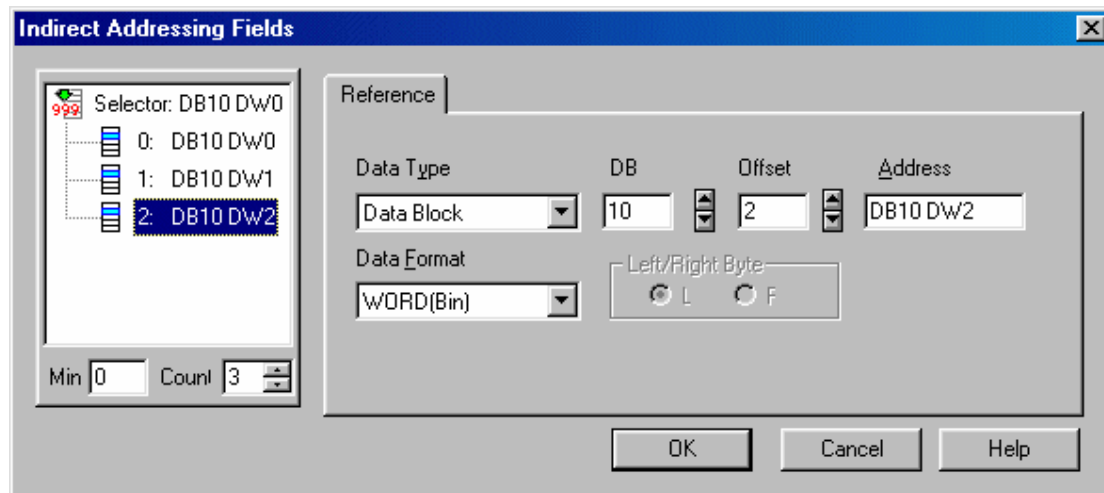 Indirect Addressing Fields
999
Selector: DB10 DW0
0: DB10 DW0
1: DB10 DW1
2: DB10 DW2
Min 0 Count 3
Reference
Data Type DB Offset Address
Data Block 10 2 DB10 DW2
Data Format Left/Right Byte
WORD(Bin) L F
OK Cancel Help